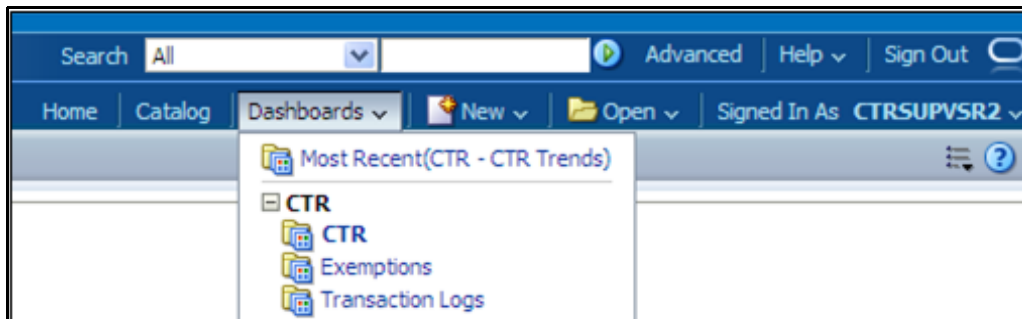 Search All Advanced Help Sign Out
Home Catalog Dashboards New Open Signed In As CTRSUPVSR2
Most Recent(CTR - CTR Trends)
CTR
CTR
Exemptions
Transaction Logs